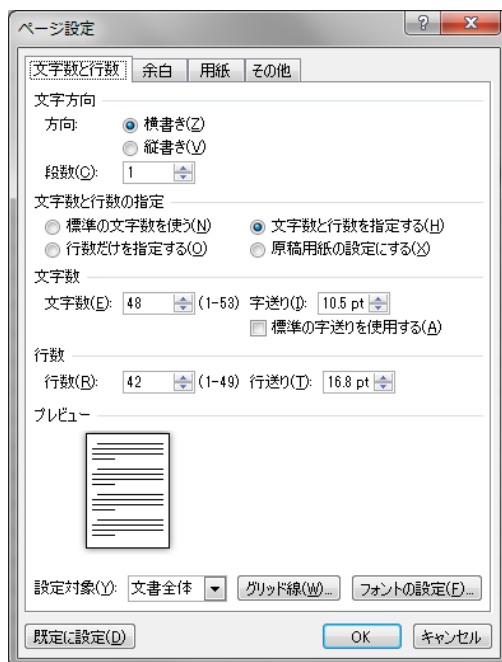 ページ設定
文字数と行数 余白 用紙 その他
文字方向
方向: 横書き(Z)
縦書き(V)
段数(C): 1
文字数と行数の指定
標準の文字数を使う(N) 文字数と行数を指定する(H)
行数だけを指定する(O) 原稿用紙の設定にする(X)
文字数
文字数(E): 48 (1-53) 字送り(I): 10.5 pt
標準の字送りを使用する(A)
行数
行数(R): 42 (1-49) 行送り(T): 16.8 pt
プレビュー
設定対象(Y): 文書全体 グリッド線(W)... フォントの設定(F)...
既定に設定(D) OK キャンセル